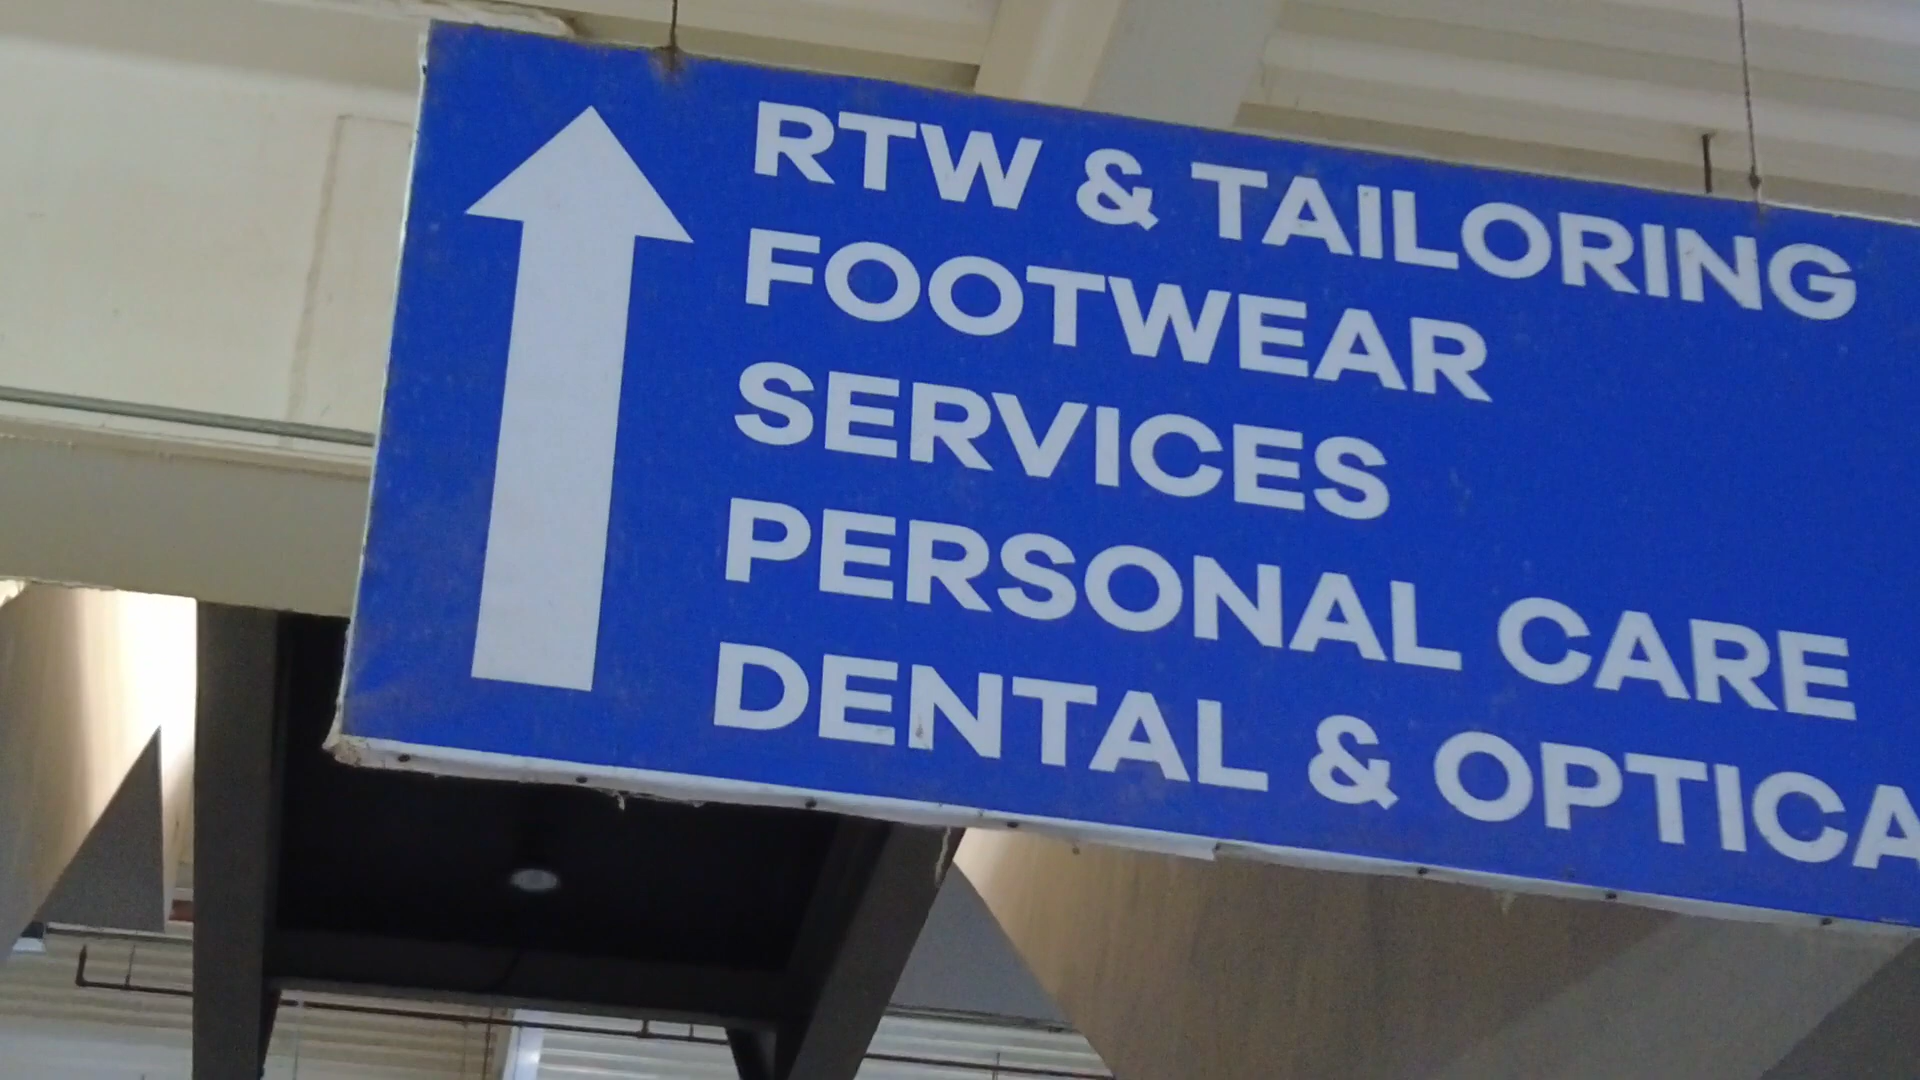 RTW & TAILORING
FOOTWEAR
SERVICES
PERSONAL CARE
DENTAL & OPTICA